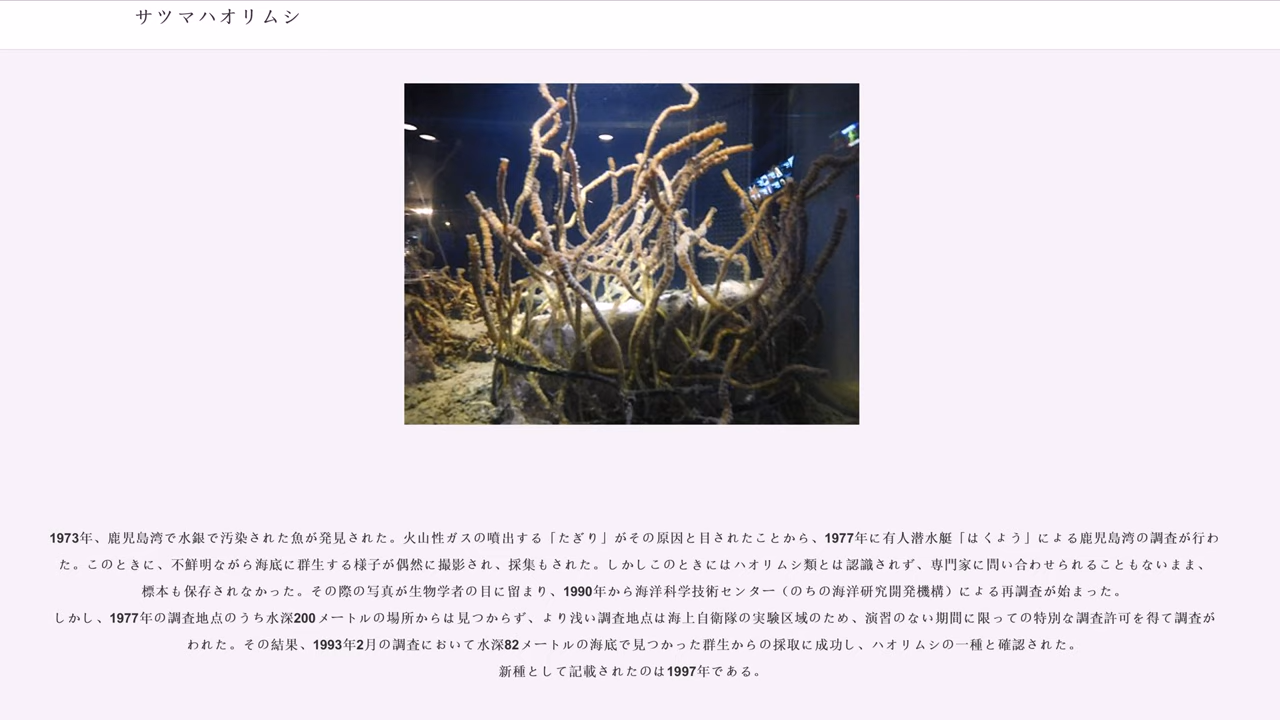 サツマハオリムシ
1973年、鹿児島湾で水銀で汚染された魚が発見された。火山性ガスの噴出する「たぎり」がその原因と目されたことから、1977年に有人潜水艇「はくよう」による鹿児島湾の調査が行わ
た。このときに、不鮮明ながら海底に群生する様子が偶然に撮影され、採集もされた。しかしこのときにはハオリムシ類とは認識されず、専門家に問い合わせられることもないまま、
標本も保存されなかった。その際の写真が生物学者の目に留まり、1990年から海洋科学技術センター（のちの海洋研究開発機構）による再調査が始まった。
しかし、1977年の調査地点のうち水深200メートルの場所からは見つからず、より浅い調査地点は海上自衛隊の実験区域のため、演習のない期間に限っての特別な調査許可を得て調査が
われた。その結果、1993年2月の調査において水深82メートルの海底で見つかった群生からの採取に成功し、ハオリムシの一種と確認された。
新種として記載されたのは1997年である。